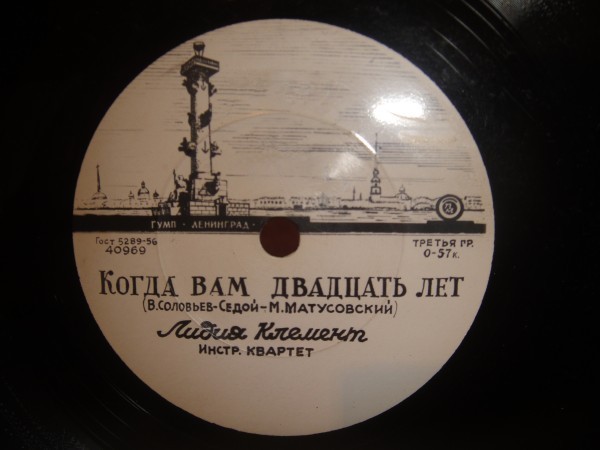 ГУМП - ЛЕНИНГРАД -
ГОСТ 5289-56
40969
ТРЕТЬЯ ГР.
0-57к.
КОГДА ВАМ ДВАДЦАТЬ ЛЕТ
(В.СОЛОВЬЕВ-СЕДОЙ-М.МАТУСОВСКИЙ)
Лидия Клемент
ИНСТР. КВАРТЕТ